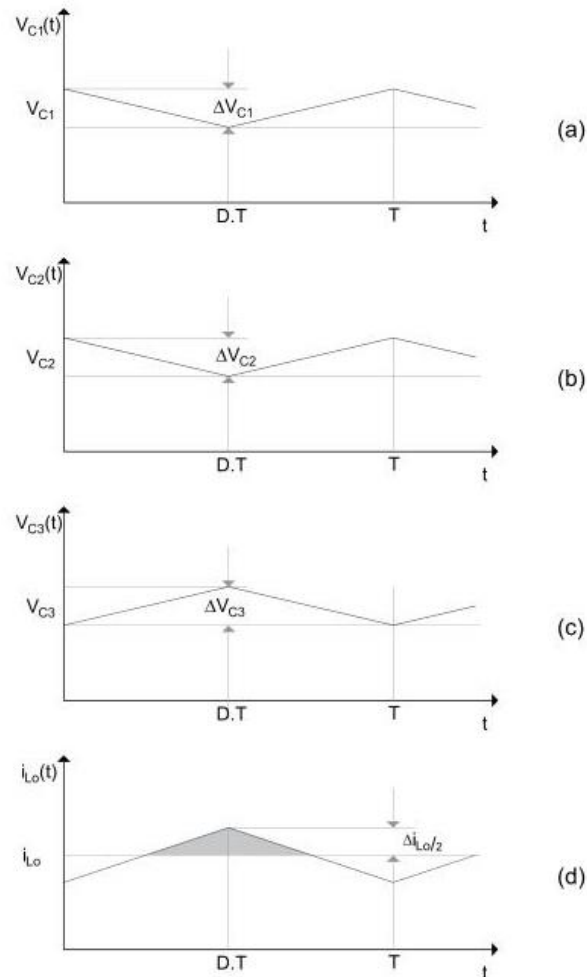 V_C1(t)
V_C1
ΔV_C1
(a)
D.T
T
t
V_C2(t)
V_C2
ΔV_C2
(b)
D.T
T
t
V_C3(t)
V_C3
ΔV_C3
(c)
D.T
T
t
i_Lo(t)
i_Lo
Δi_Lo/2
(d)
D.T
T
t